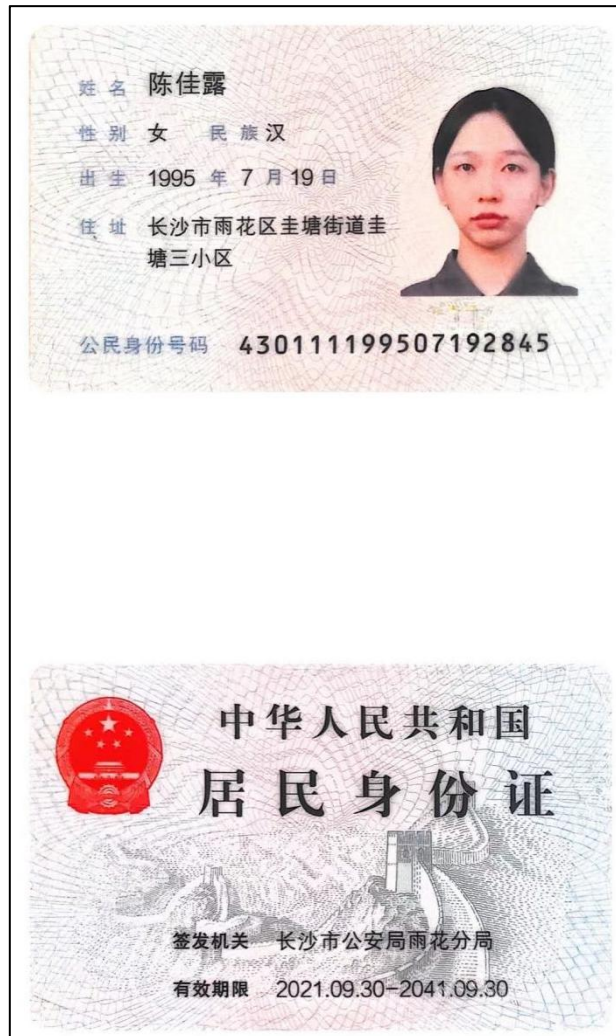 姓名 陈佳露
性别 女 民族 汉
出生 1995 年 7 月 19 日
住址 长沙市雨花区圭塘街道圭
塘三小区
公民身份号码 430111199507192845
中华人民共和国
居民身份证
签发机关 长沙市公安局雨花分局
有效期限 2021.09.30-2041.09.30